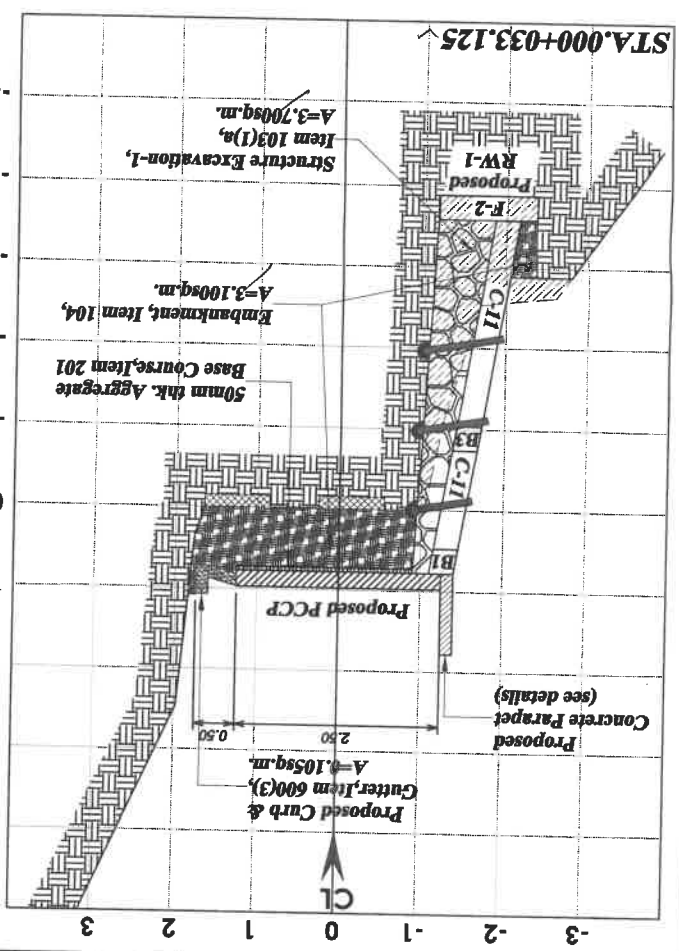 -3 -2 -1 0 1 2 3
CL
Proposed Curb &
Gutter,Item 600(3),
A=0.105sq.m.
Proposed
Concrete Parapet
(see details)
2.50
0.50
Proposed PCCP
B1
C-11
B3
C-11
50mm thk. Aggregate
Base Course,Item 201
Embankment, Item 104,
A=3.100sq.m.
F-2
Proposed
RW-1
Structure Excavation-1,
Item 103(1)a,
A=3.700sq.m.
STA.000+033.125